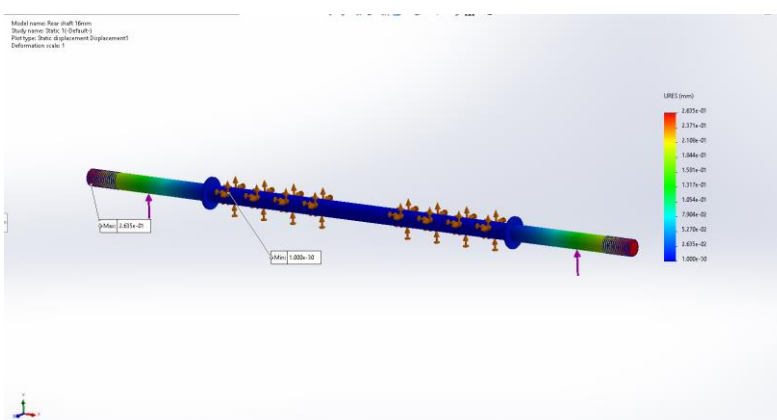 Model name: Rear shaft 16mm
Study name: Static 1(-Default-)
Plot type: Static displacement Displacement1
Deformation scale: 1
URES (mm)
2.635e-01
2.371e-01
2.108e-01
1.844e-01
1.581e-01
1.317e-01
1.054e-01
7.904e-02
5.270e-02
2.635e-02
1.000e-30
Max: 2.635e-01
Min: 1.000e-30